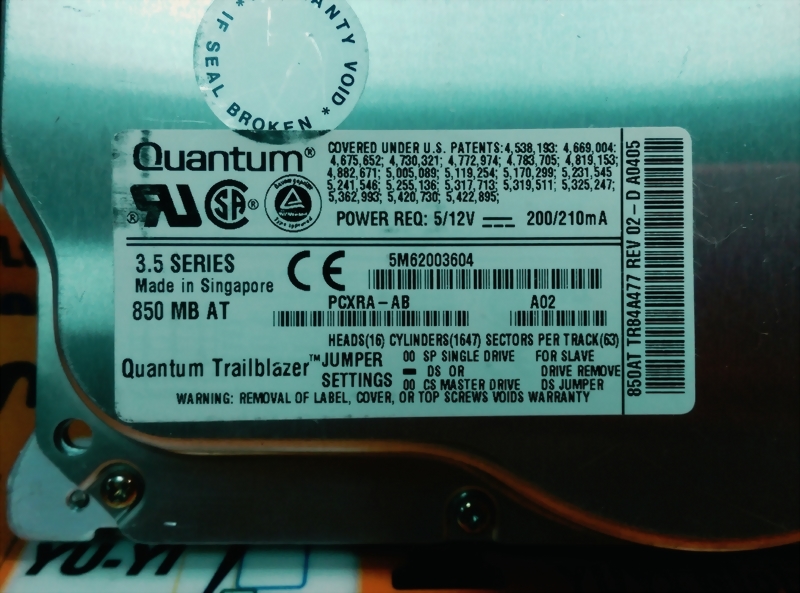 WARRANTY VOID * IF SEAL BROKEN *
Quantum®
COVERED UNDER U.S. PATENTS:4,538,193; 4,669,004;
4,675,652; 4,730,321; 4,772,974; 4,783,705; 4,819,153;
4,882,671; 5,005,089; 5,119,254; 5,170,299; 5,231,545
5,241,546; 5,255,136; 5,317,713; 5,319,511; 5,325,247;
5,362,993; 5,420,730; 5,422,895;
POWER REQ: 5/12V 200/210mA
3.5 SERIES
Made in Singapore
850 MB AT
CE
5M62003604
PCXRA-AB A02
HEADS(16) CYLINDERS(1647) SECTORS PER TRACK(63)
Quantum Trailblazer™ JUMPER SETTINGS
00 SP SINGLE DRIVE FOR SLAVE
DS OR DRIVE REMOVE
00 CS MASTER DRIVE DS JUMPER
WARNING: REMOVAL OF LABEL, COVER, OR TOP SCREWS VOIDS WARRANTY
850AT TR84A477 REV 02-D A0405
YU-YI